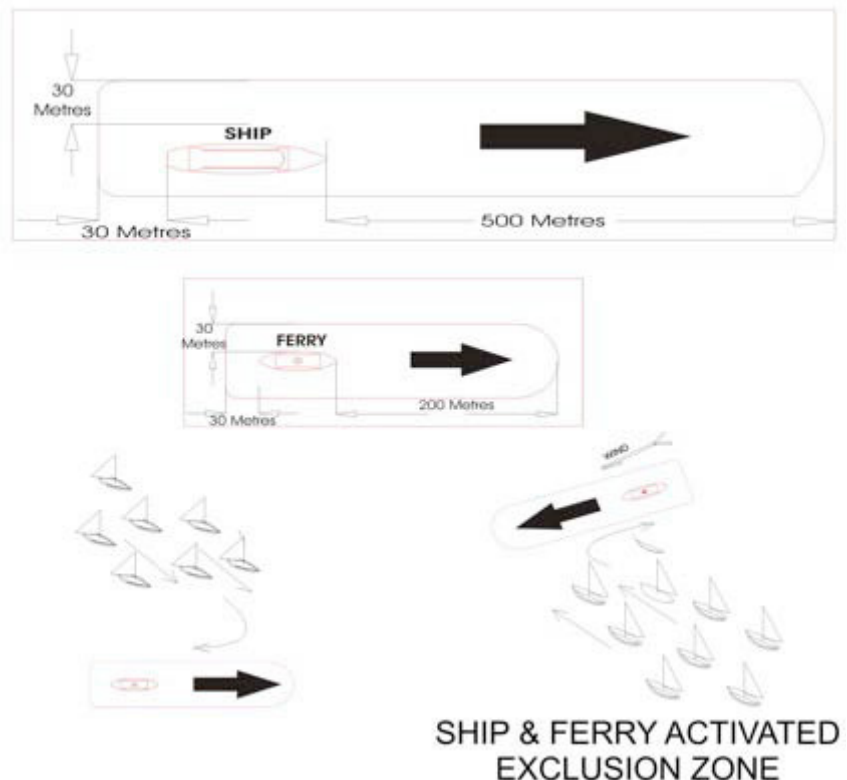 30
Metres
SHIP
30 Metres
500 Metres
30
Metres
FERRY
30 Metres
200 Metres
WIND
SHIP & FERRY ACTIVATED
EXCLUSION ZONE